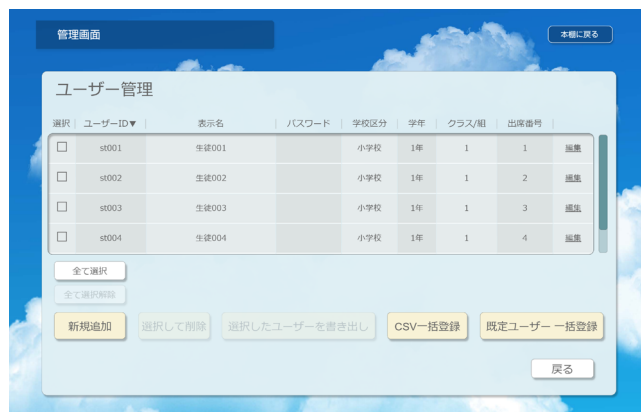 管理画面
本棚に戻る
ユーザー管理
選択 ユーザーID▼ 表示名 パスワード 学校区分 学年 クラス/組 出席番号
st001 生徒001 小学校 1年 1 1 編集
st002 生徒002 小学校 1年 1 2 編集
st003 生徒003 小学校 1年 1 3 編集
st004 生徒004 小学校 1年 1 4 編集
全て選択
全て選択解除
新規追加 選択して削除 選択したユーザーを書き出し CSV一括登録 既定ユーザー 一括登録
戻る